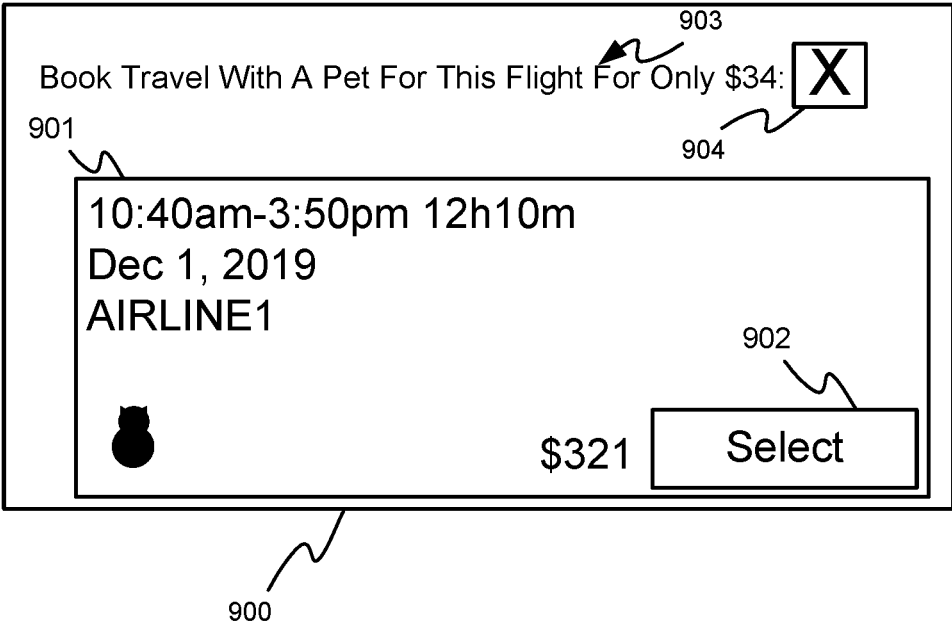 903
Book Travel With A Pet For This Flight For Only $34: X
904
901
10:40am-3:50pm 12h10m
Dec 1, 2019
AIRLINE1
902
$321 Select
900